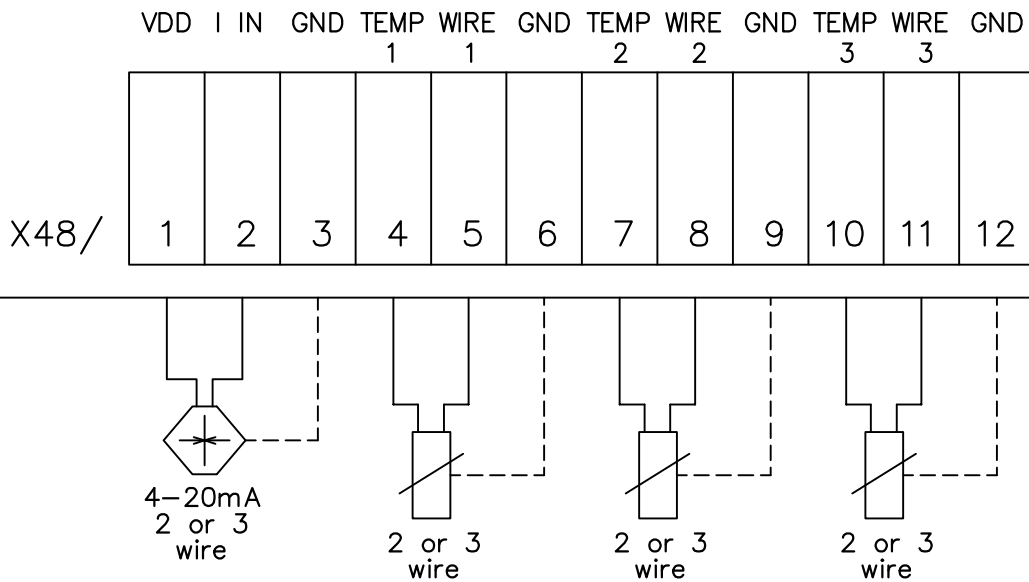 VDD I IN GND TEMP WIRE GND TEMP WIRE GND TEMP WIRE GND
1 1 2 2 3 3
X48/ 1 2 3 4 5 6 7 8 9 10 11 12
4-20mA
2 or 3
wire
2 or 3
wire
2 or 3
wire
2 or 3
wire